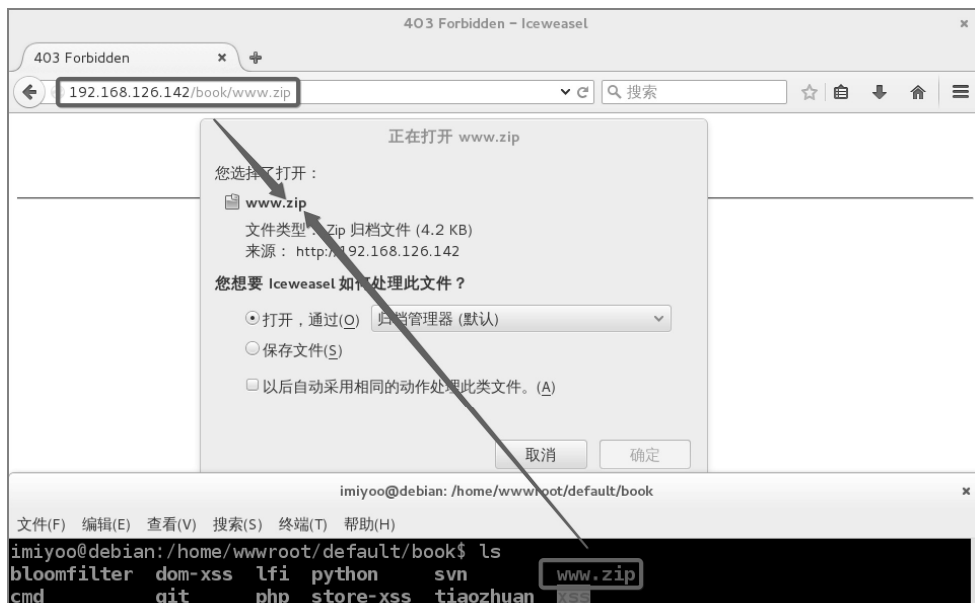 403 Forbidden - Iceweasel
403 Forbidden
192.168.126.142/book/www.zip
搜索
正在打开 www.zip
您选择了打开：
www.zip
文件类型： Zip 归档文件 (4.2 KB)
来源： http://192.168.126.142
您想要 Iceweasel 如何处理此文件？
打开，通过(O) 归档管理器 (默认)
保存文件(S)
以后自动采用相同的动作处理此类文件。(A)
取消 确定
imiyoo@debian: /home/wwwroot/default/book
文件(F) 编辑(E) 查看(V) 搜索(S) 终端(T) 帮助(H)
imiyoo@debian:/home/wwwroot/default/book$ ls
bloomfilter dom-xss lfi python svn www.zip
cmd git php store-xss tiaozhuan xss